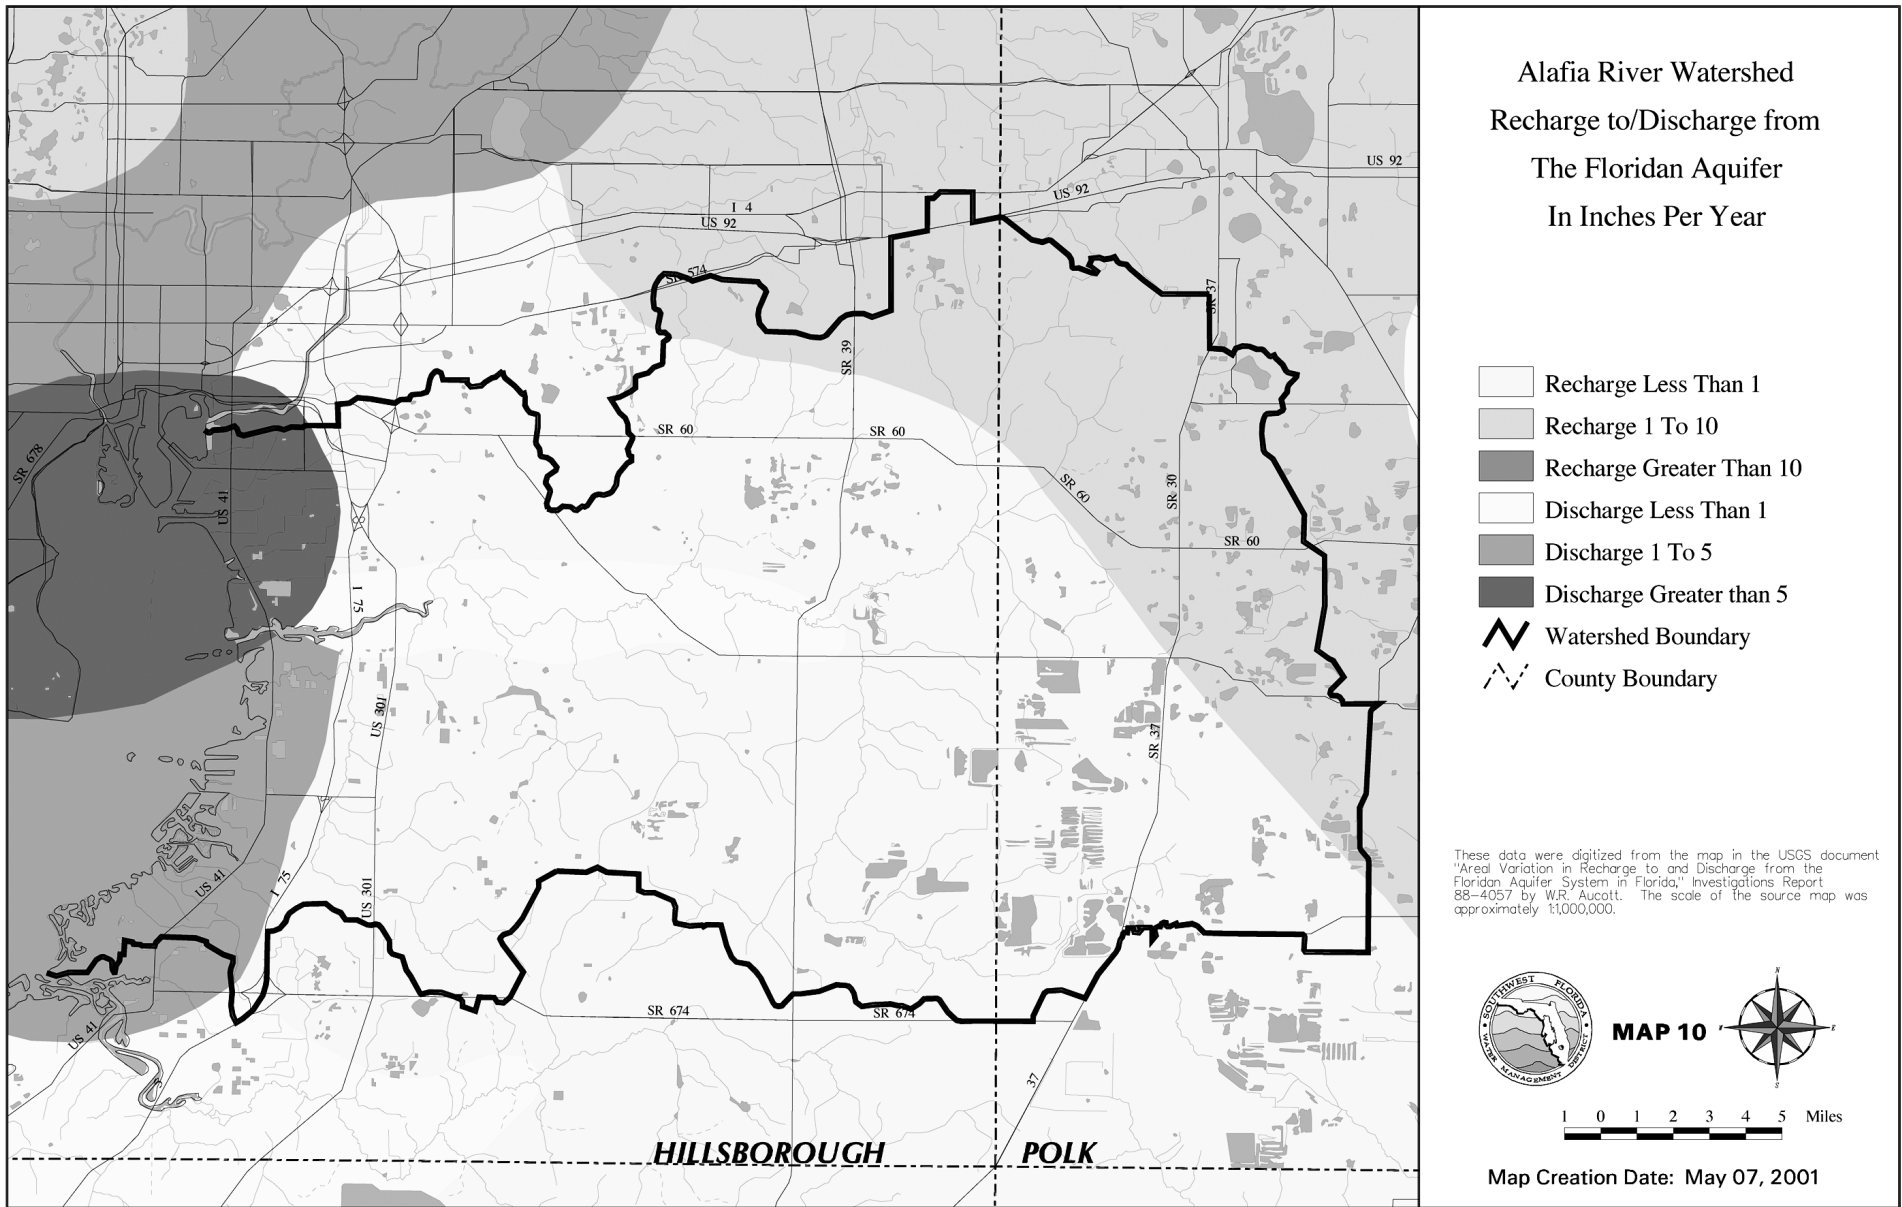 Alafia River Watershed
Recharge to/Discharge from
The Floridan Aquifer
In Inches Per Year
Recharge Less Than 1
Recharge 1 To 10
Recharge Greater Than 10
Discharge Less Than 1
Discharge 1 To 5
Discharge Greater than 5
Watershed Boundary
County Boundary
These data were digitized from the map in the USGS document
"Areal Variation in Recharge to and Discharge from the
Floridan Aquifer System in Florida," Investigations Report
88-4057 by W.R. Aucott. The scale of the source map was
approximately 1:1,000,000.
SOUTHWEST FLORIDA
WATER MANAGEMENT DISTRICT
MAP 10
N
W
E
S
1 0 1 2 3 4 5 Miles
Map Creation Date: May 07, 2001
US 92
US 92
I 4
US 92
SR 574
SR 37
SR 39
SR 60
SR 60
SR 678
US 41
SR 60
SR 30
SR 60
I 75
US 301
SR 37
US 41
I 75
US 301
SR 674
SR 674
US 41
37
HILLSBOROUGH
POLK